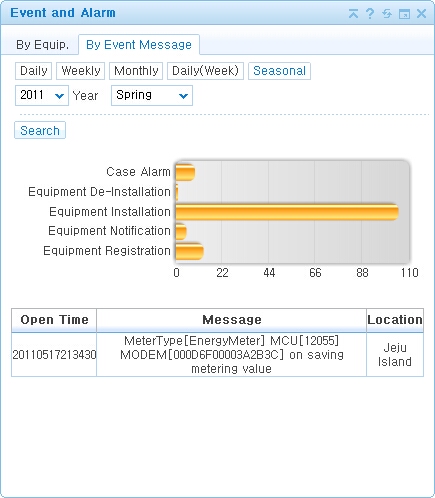 Event and Alarm
By Equip. By Event Message
Daily Weekly Monthly Daily(Week) Seasonal
2011 Year Spring
Search
Case Alarm
Equipment De-Installation
Equipment Installation
Equipment Notification
Equipment Registration
0 22 44 66 88 110
Open Time Message Location
MeterType[EnergyMeter] MCU[12055]
20110517213430 MODEM[000D6F00003A2B3C] on saving Jeju Island
metering value